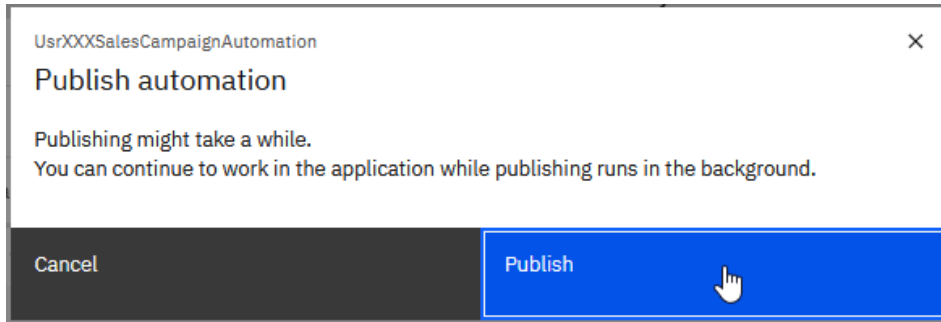 UsrXXXSalesCampaignAutomation
Publish automation
Publishing might take a while.
You can continue to work in the application while publishing runs in the background.
Cancel
Publish